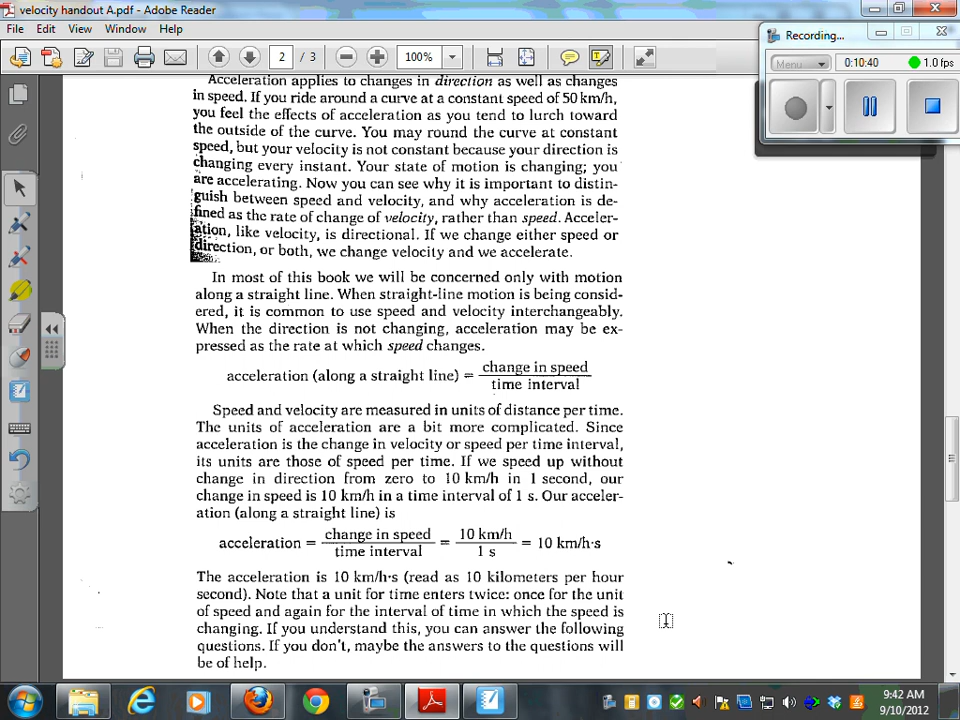 velocity handout A.pdf - Adobe Reader
File Edit View Window Help
2 / 3 100%
Recording...
Menu 0:10:40 1.0 fps
Acceleration applies to changes in direction as well as changes
in speed. If you ride around a curve at a constant speed of 50 km/h,
you feel the effects of acceleration as you tend to lurch toward
the outside of the curve. You may round the curve at constant
speed, but your velocity is not constant because your direction is
changing every instant. Your state of motion is changing; you
are accelerating. Now you can see why it is important to distin-
guish between speed and velocity, and why acceleration is de-
fined as the rate of change of velocity, rather than speed. Acceler-
ation, like velocity, is directional. If we change either speed or
direction, or both, we change velocity and we accelerate.
In most of this book we will be concerned only with motion
along a straight line. When straight-line motion is being consid-
ered, it is common to use speed and velocity interchangeably.
When the direction is not changing, acceleration may be ex-
pressed as the rate at which speed changes.
acceleration (along a straight line) = change in speed
time interval
Speed and velocity are measured in units of distance per time.
The units of acceleration are a bit more complicated. Since
acceleration is the change in velocity or speed per time interval,
its units are those of speed per time. If we speed up without
change in direction from zero to 10 km/h in 1 second, our
change in speed is 10 km/h in a time interval of 1 s. Our acceler-
ation (along a straight line) is
acceleration = change in speed = 10 km/h = 10 km/h·s
time interval 1 s
The acceleration is 10 km/h·s (read as 10 kilometers per hour
second). Note that a unit for time enters twice: once for the unit
of speed and again for the interval of time in which the speed is
changing. If you understand this, you can answer the following
questions. If you don't, maybe the answers to the questions will
be of help.
9:42 AM
9/10/2012